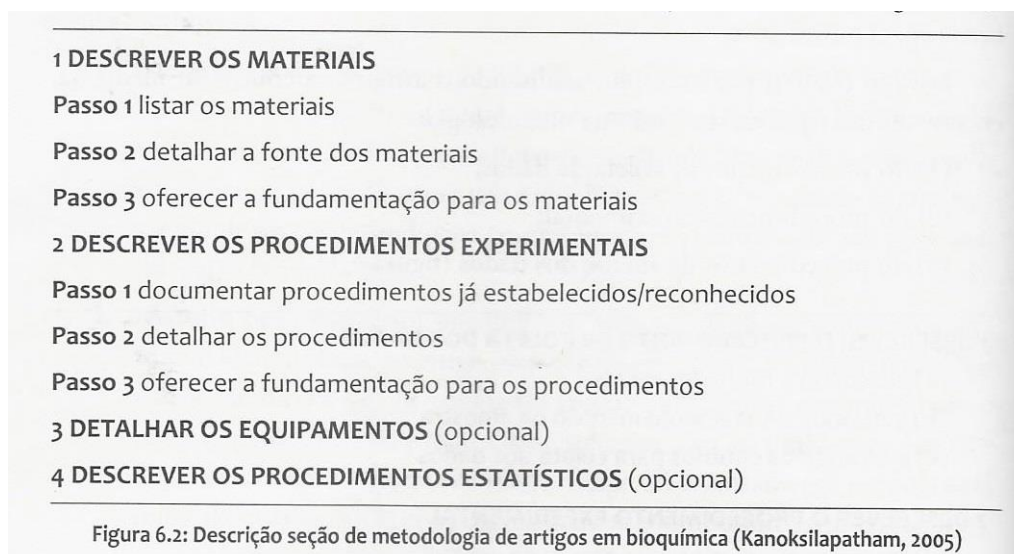 1 DESCREVER OS MATERIAIS
Passo 1 listar os materiais
Passo 2 detalhar a fonte dos materiais
Passo 3 oferecer a fundamentação para os materiais
2 DESCREVER OS PROCEDIMENTOS EXPERIMENTAIS
Passo 1 documentar procedimentos já estabelecidos/reconhecidos
Passo 2 detalhar os procedimentos
Passo 3 oferecer a fundamentação para os procedimentos
3 DETALHAR OS EQUIPAMENTOS (opcional)
4 DESCREVER OS PROCEDIMENTOS ESTATÍSTICOS (opcional)
Figura 6.2: Descrição seção de metodologia de artigos em bioquímica (Kanoksilapatham, 2005)